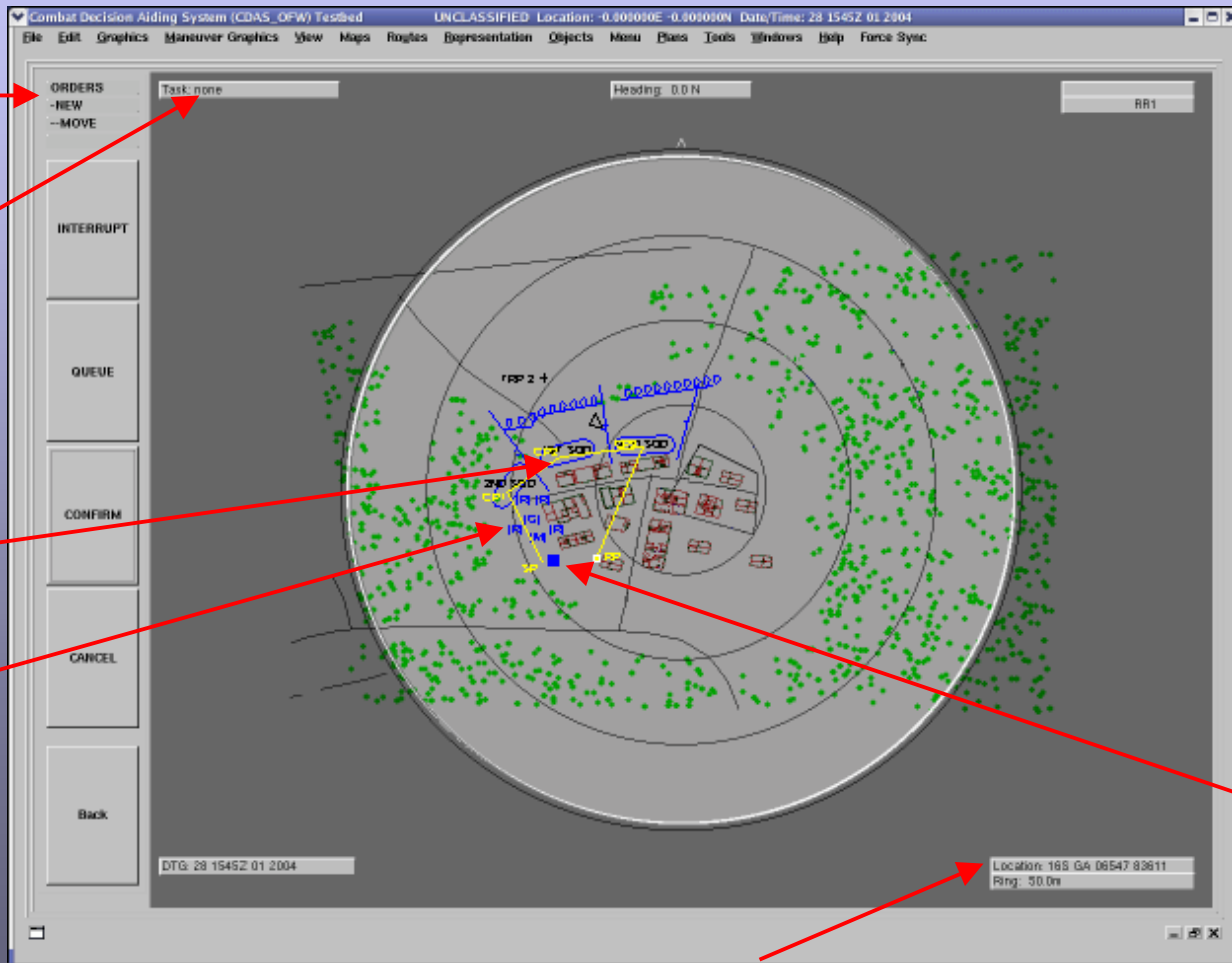 Combat Decision Aiding System (CDAS_OFW) Testbed UNCLASSIFIED Location: -0.000000E -0.000000N Date/Time: 28 1545Z 01 2004
File Edit Graphics Maneuver Graphics View Maps Routes Representation Objects Menu Plans Tools Windows Help Force Sync
ORDERS
-NEW
--MOVE
Task: none
Heading: 0.0 N
RR1
INTERRUPT
QUEUE
CONFIRM
CANCEL
Back
TRP 2 +
SQD
SQD
2ND SQD
CP1
SP
RP
DTG: 28 1545Z 01 2004
Location: 16S GA 06547 83611
Ring: 50.0m